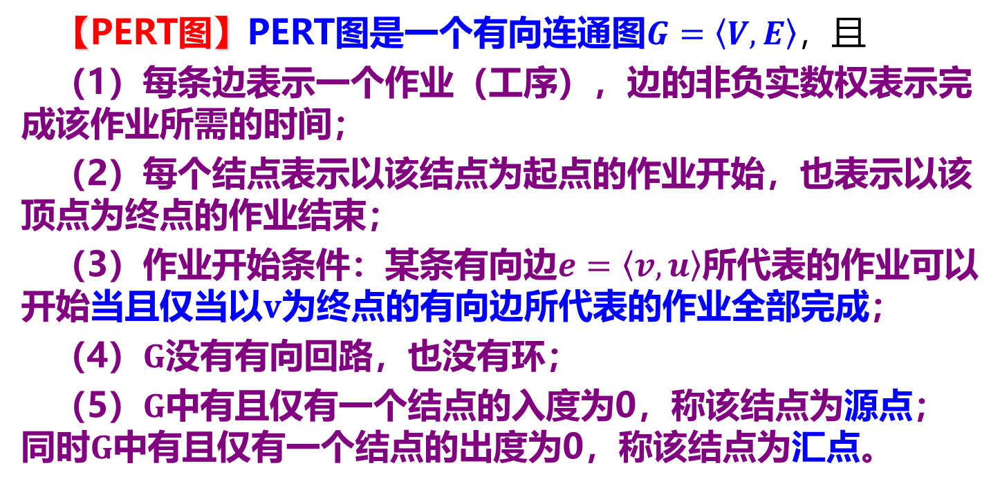 【PERT图】PERT图是一个有向连通图G = ⟨V, E⟩，且
（1）每条边表示一个作业（工序），边的非负实数权表示完
成该作业所需的时间；
（2）每个结点表示以该结点为起点的作业开始，也表示以该
顶点为终点的作业结束；
（3）作业开始条件：某条有向边e = ⟨v, u⟩所代表的作业可以
开始当且仅当以v为终点的有向边所代表的作业全部完成；
（4）G没有有向回路，也没有环；
（5）G中有且仅有一个结点的入度为0，称该结点为源点；
同时G中有且仅有一个结点的出度为0，称该结点为汇点。